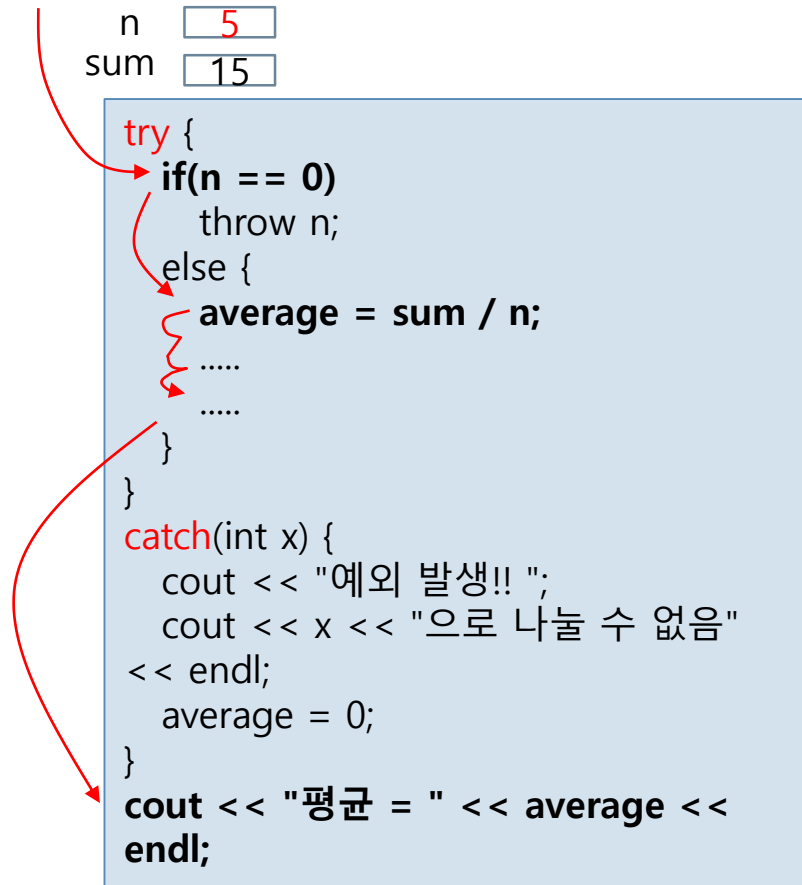 n 5
sum 15
try {
if(n == 0)
throw n;
else {
average = sum / n;
.....
.....
}
}
catch(int x) {
cout << "예외 발생!! ";
cout << x << "으로 나눌 수 없음"
<< endl;
average = 0;
}
cout << "평균 = " << average <<
endl;